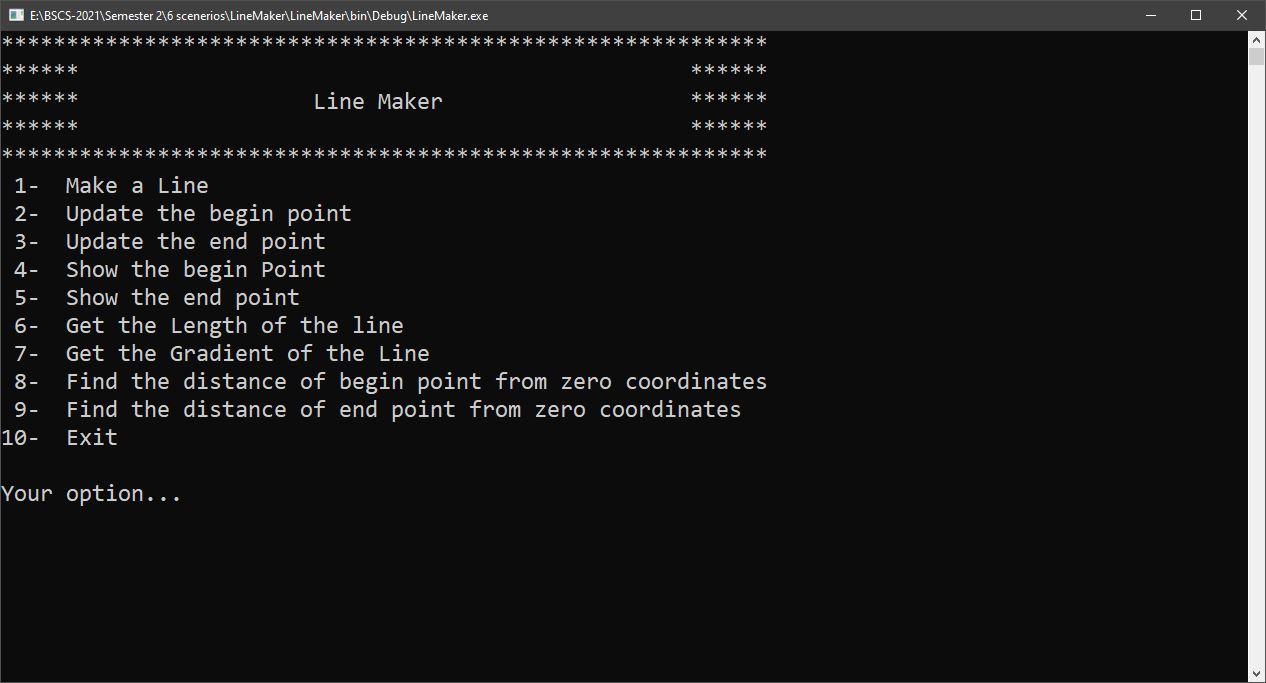 E:\BSCS-2021\Semester 2\6 scenerios\LineMaker\LineMaker\bin\Debug\LineMaker.exe
***********************************************************
****** ******
****** Line Maker ******
****** ******
***********************************************************
1- Make a Line
2- Update the begin point
3- Update the end point
4- Show the begin Point
5- Show the end point
6- Get the Length of the line
7- Get the Gradient of the Line
8- Find the distance of begin point from zero coordinates
9- Find the distance of end point from zero coordinates
10- Exit
Your option...